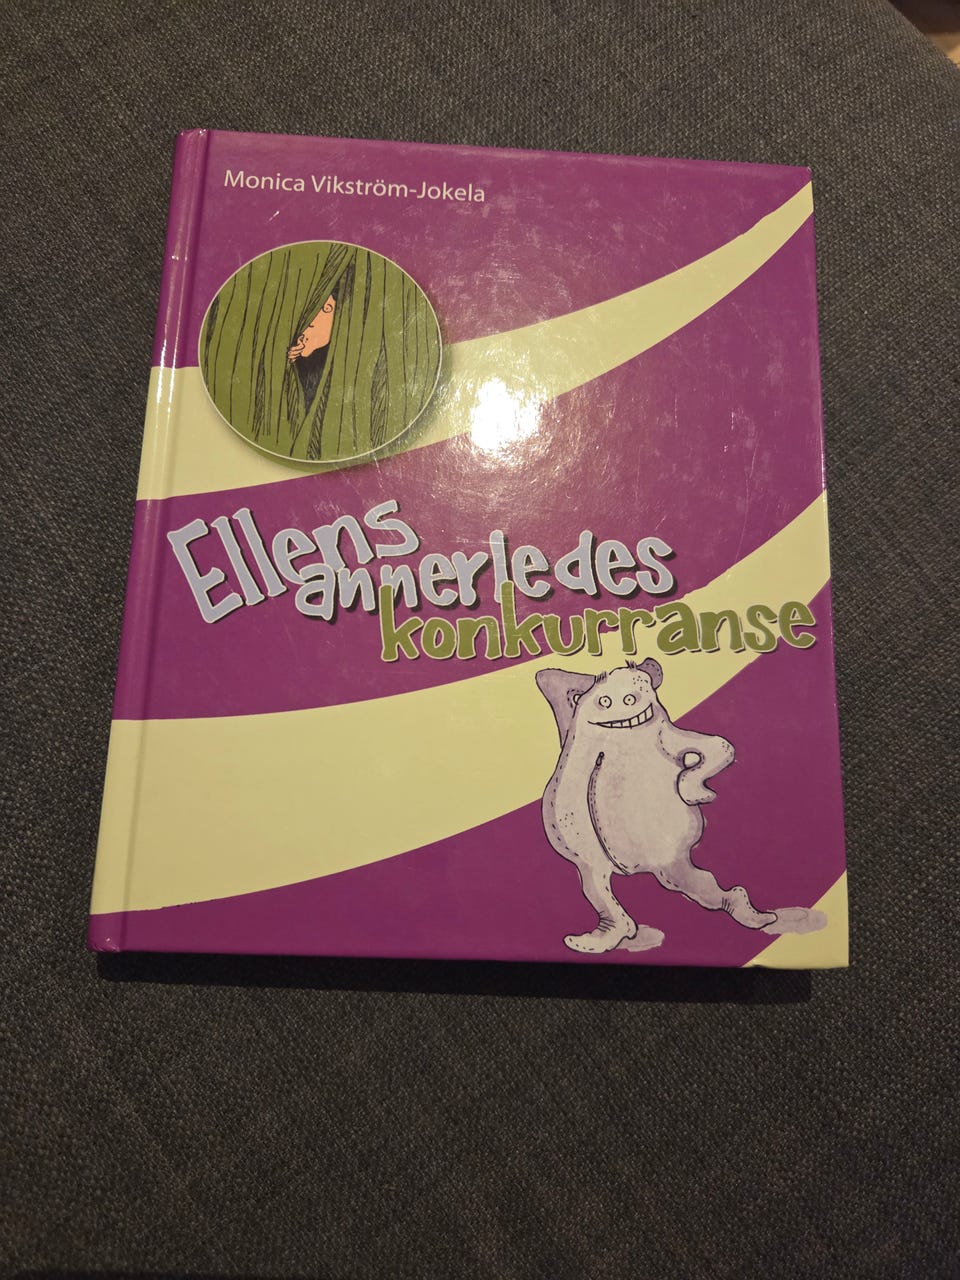 Monica Vikström-Jokela
Ellens
annerledes
konkurranse